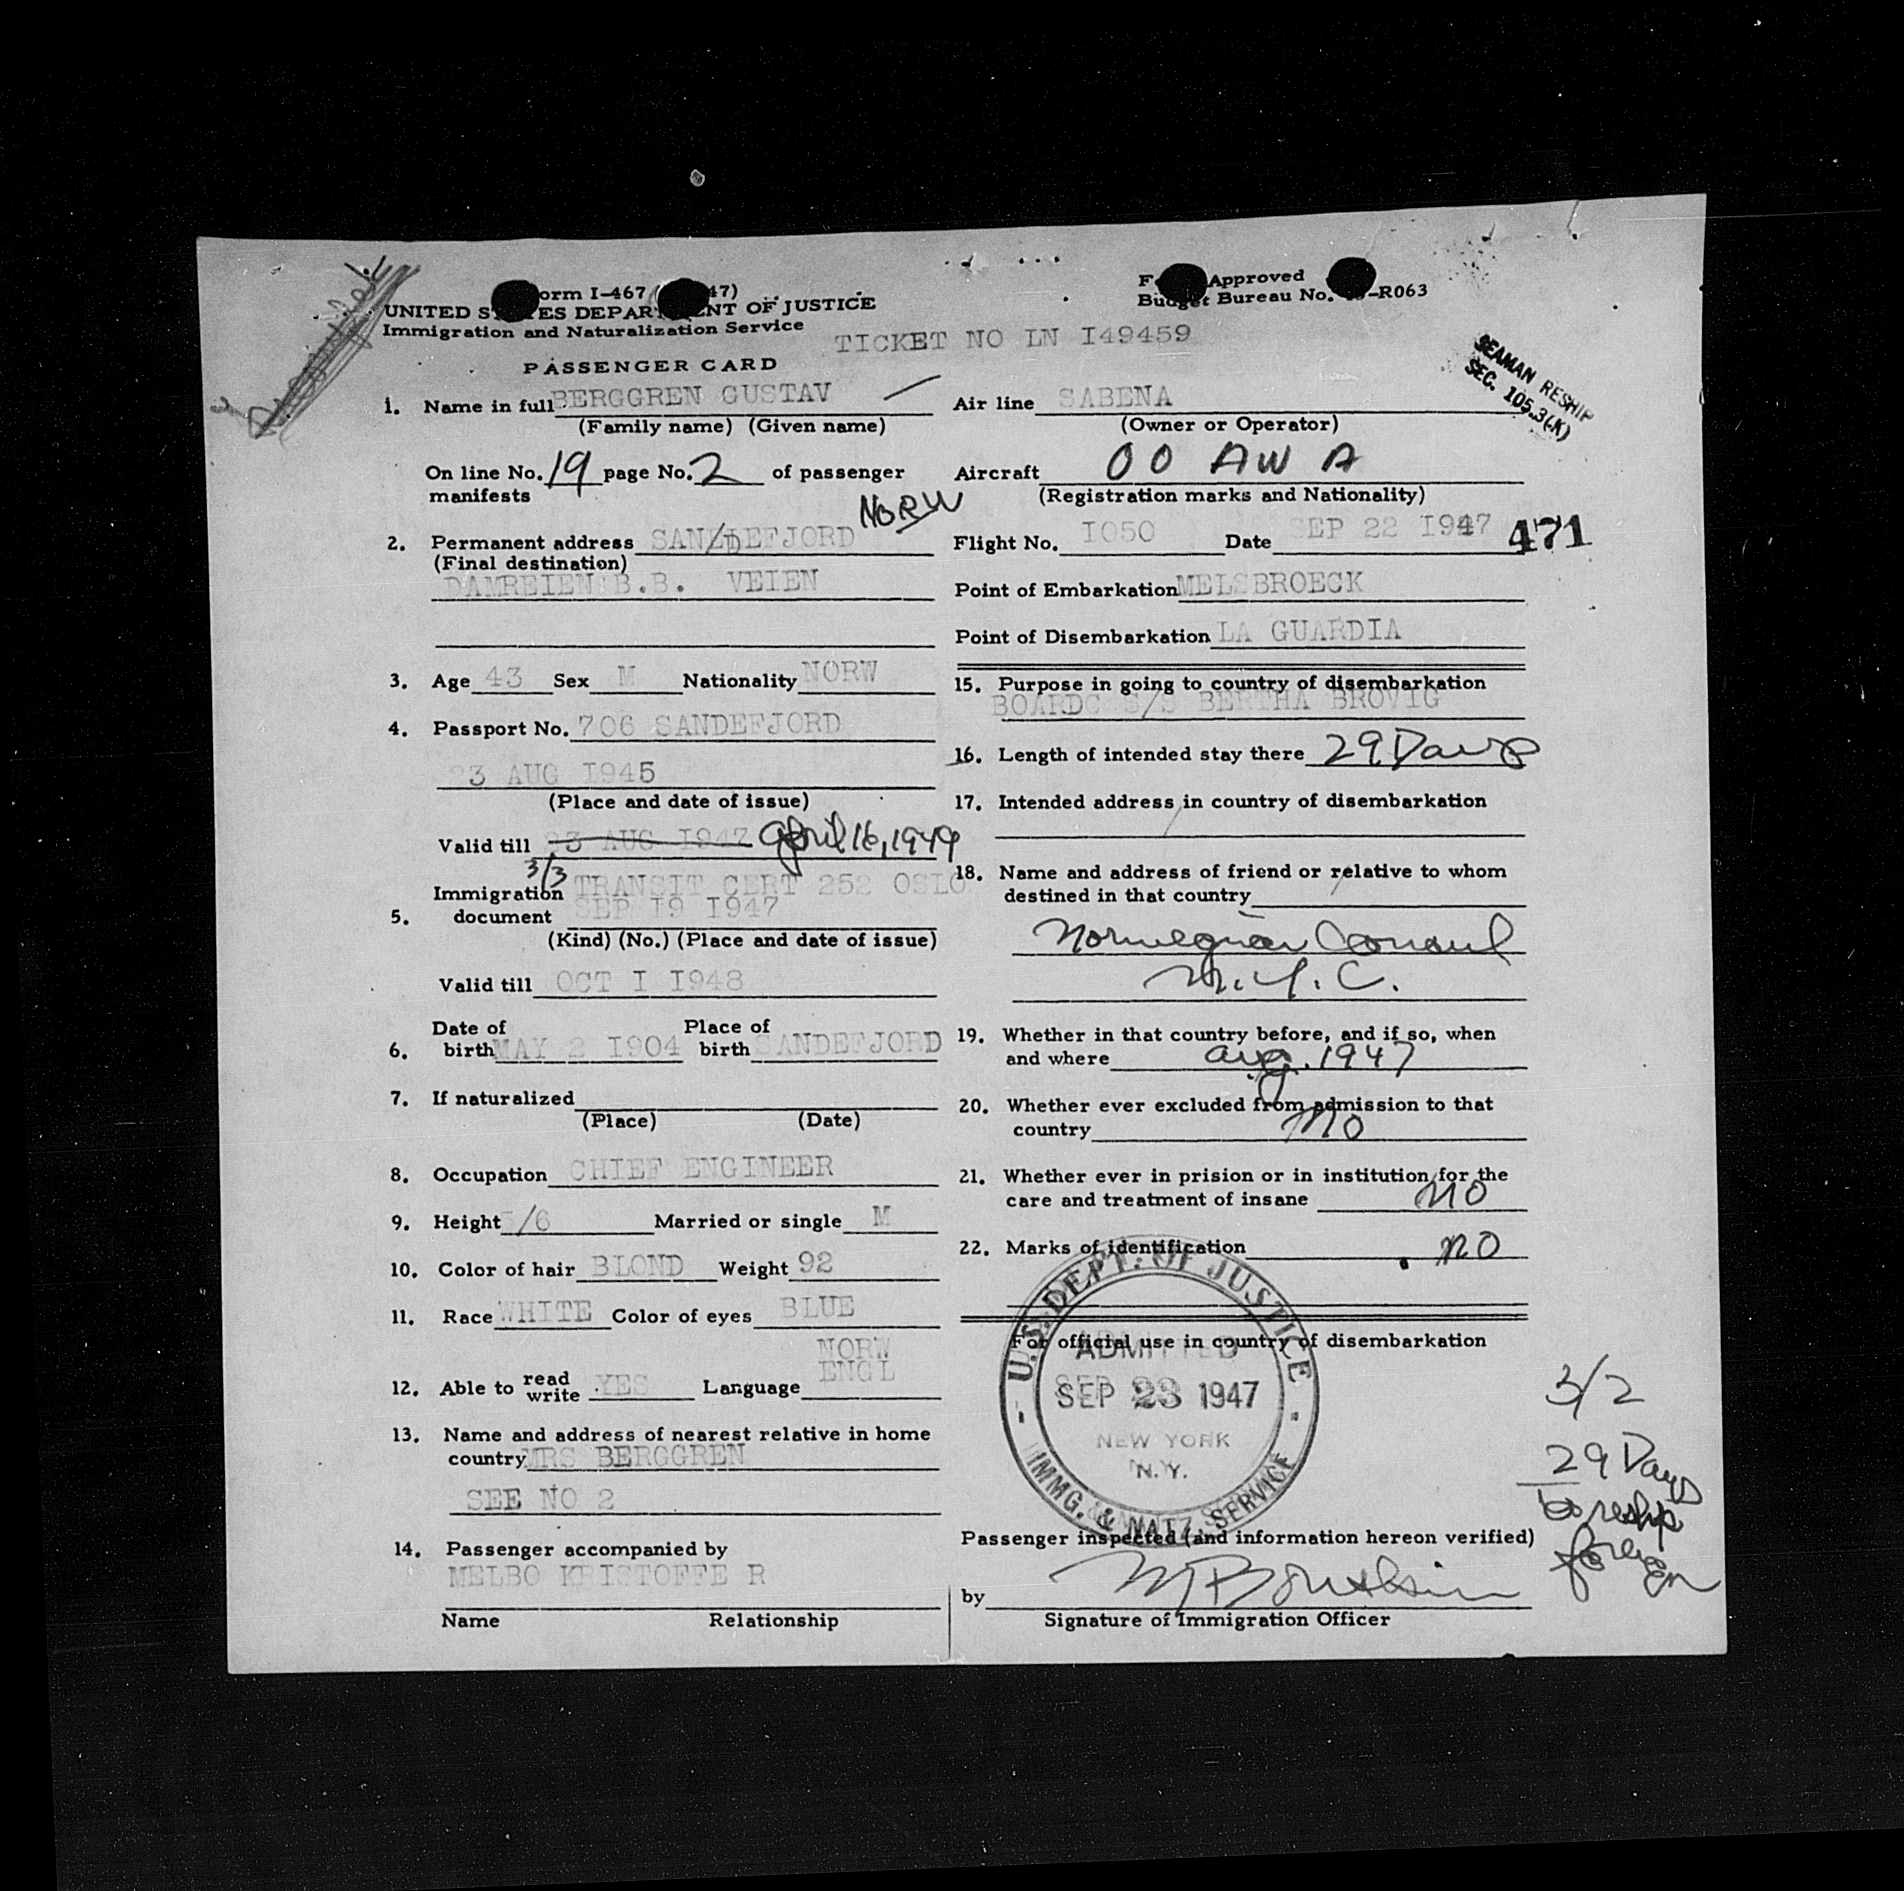 orm I-467 ( 47)
UNITED S ES DEPAR ENT OF JUSTICE
Immigration and Naturalization Service
PASSENGER CARD
F Approved
Budget Bureau No. -R063
TICKET NO LN I49459
SEAMAN RESHIP
SEC. 105.3(K)
1. Name in full BERGGREN GUSTAV
(Family name) (Given name)
On line No. 19 page No. 2 of passenger
manifests
NORW
2. Permanent address SANDEFJORD
(Final destination)
DAMREIEN B.B. VEIEN
3. Age 43 Sex M Nationality NORW
4. Passport No. 706 SANDEFJORD
23 AUG I945
(Place and date of issue)
Valid till 23 AUG I947 April 16, 1949
3/3
Immigration TRANSIT CERT 252 OSLO
5. document SEP I9 I947
(Kind) (No.) (Place and date of issue)
Valid till OCT I I948
6. Date of birth MAY 2 I904 Place of birth SANDEFJORD
7. If naturalized
(Place) (Date)
8. Occupation CHIEF ENGINEER
9. Height 5/6 Married or single M
10. Color of hair BLOND Weight 92
11. Race WHITE Color of eyes BLUE
12. Able to read write YES Language NORW ENGL
13. Name and address of nearest relative in home
country MRS BERGGREN
SEE NO 2
14. Passenger accompanied by
MELBO KRISTOFFE R
Name Relationship
Air line SABENA
(Owner or Operator)
Aircraft OO AW A
(Registration marks and Nationality)
Flight No. I050 Date SEP 22 I947 471
Point of Embarkation MELSBROECK
Point of Disembarkation LA GUARDIA
15. Purpose in going to country of disembarkation
BOARDG S/S BERTHA BROVIG
16. Length of intended stay there 29 Days
17. Intended address in country of disembarkation
18. Name and address of friend or relative to whom
destined in that country
Norwegian Consul
N.Y.C.
19. Whether in that country before, and if so, when
and where Aug. 1947
20. Whether ever excluded from admission to that
country No
21. Whether ever in prision or in institution for the
care and treatment of insane No
22. Marks of identification NO
For official use in country of disembarkation
U.S. DEPT. OF JUSTICE
ADMITTED
SEP 23 1947
NEW YORK
N.Y.
IMMG. & NATZ. SERVICE
3/2
29 Days
to reship
foreign
Passenger inspected (and information hereon verified)
by
Signature of Immigration Officer